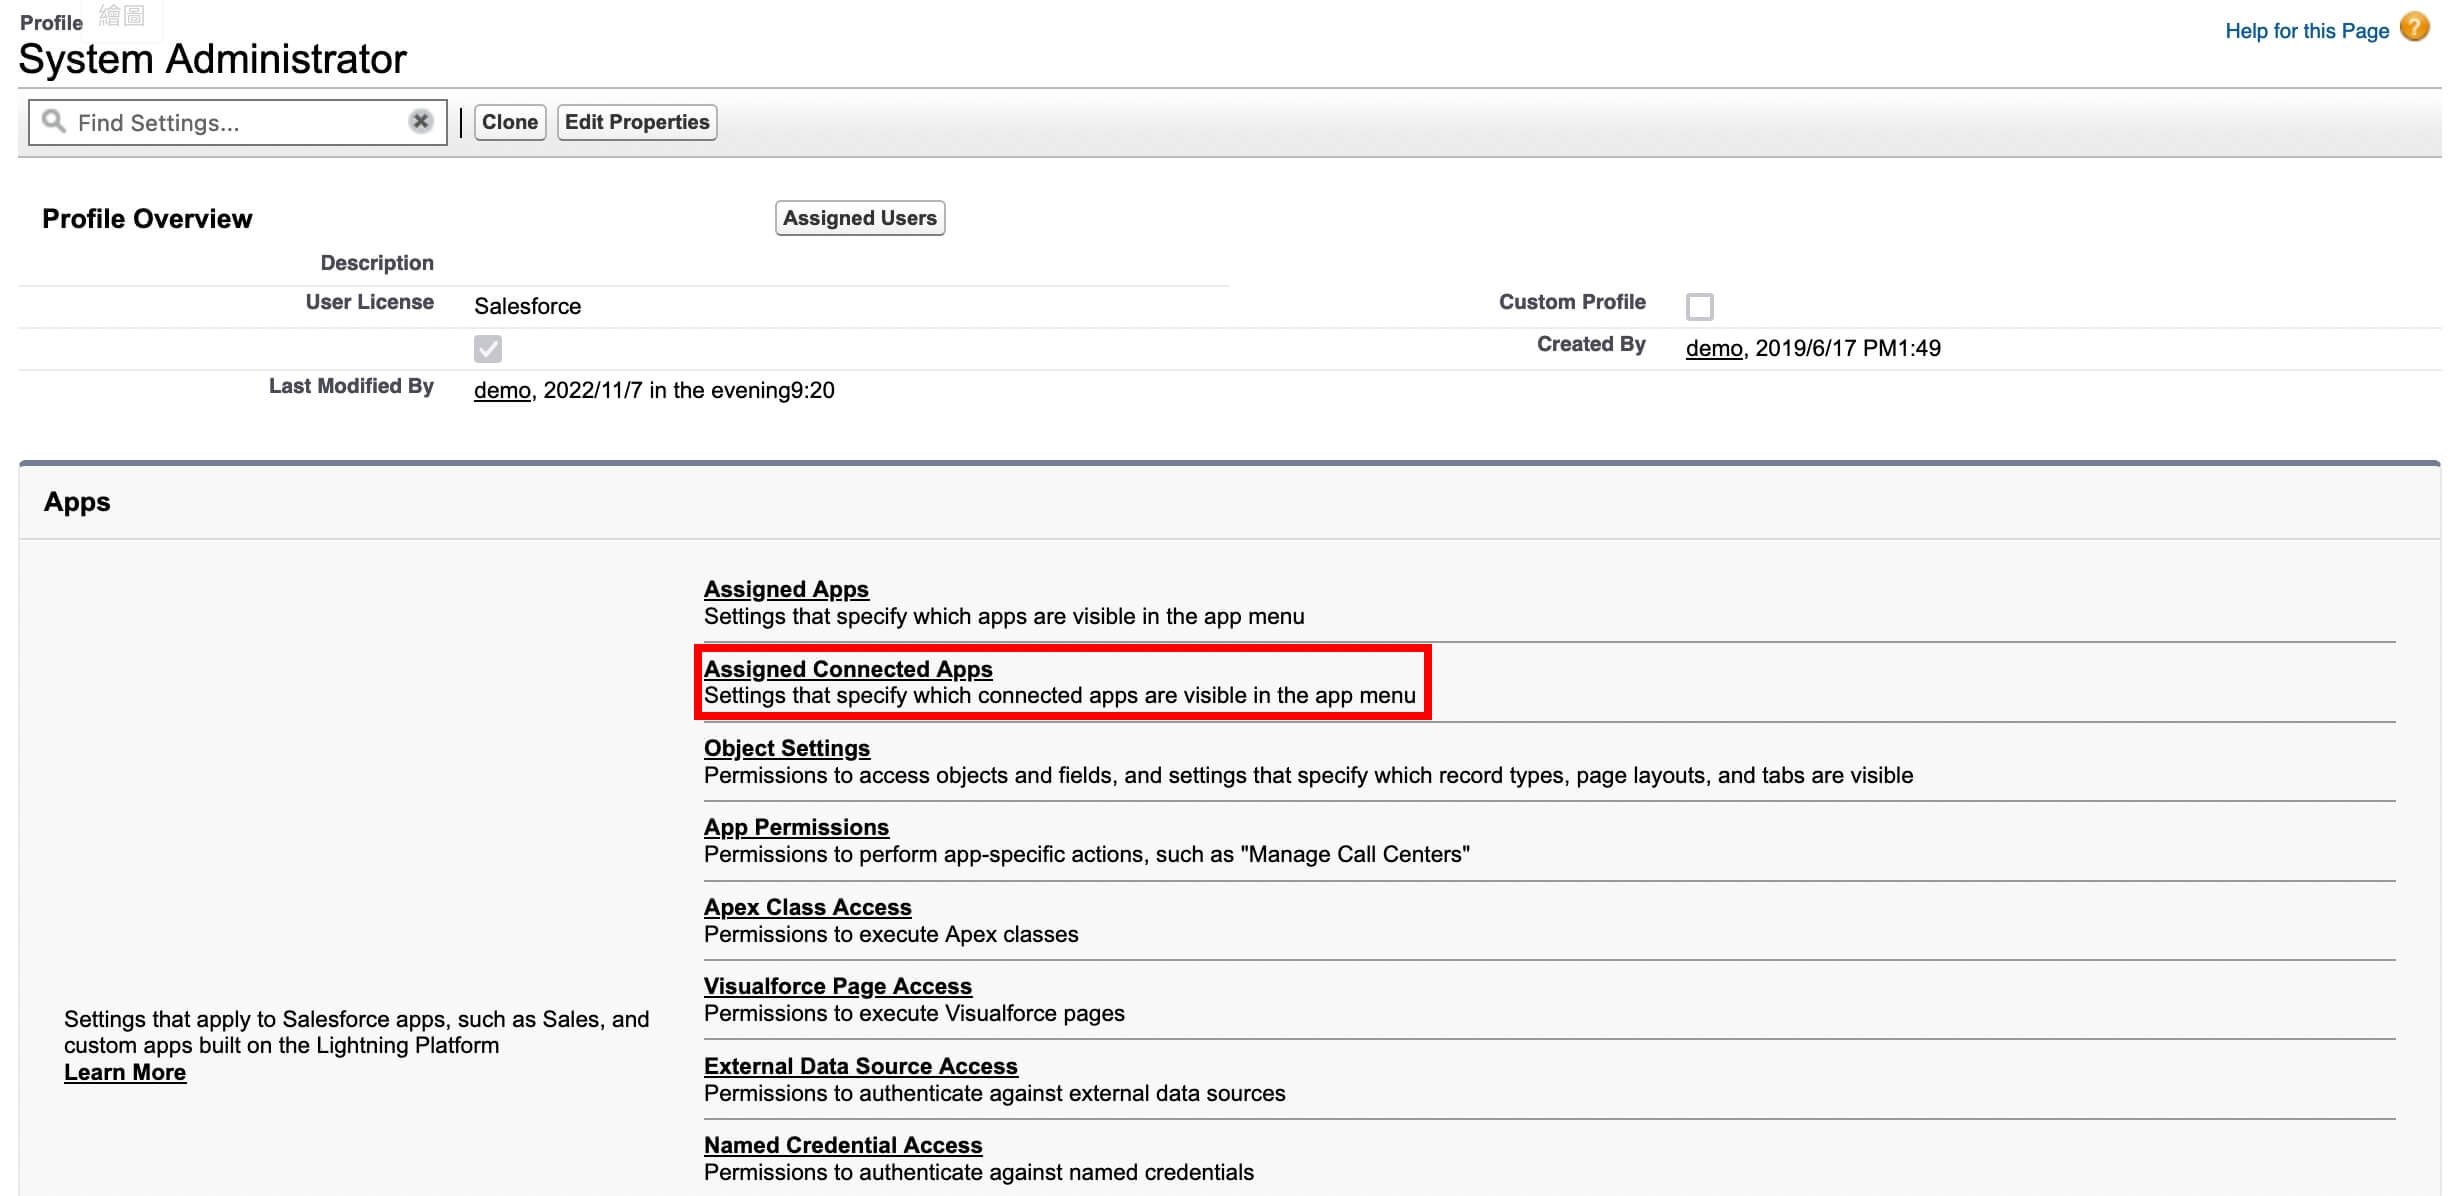 Profile
繪圖
System Administrator
Help for this Page ?
Find Settings...
Clone
Edit Properties
Profile Overview
Assigned Users
Description
User License Salesforce
Custom Profile
Created By demo, 2019/6/17 PM1:49
Last Modified By demo, 2022/11/7 in the evening9:20
Apps
Settings that apply to Salesforce apps, such as Sales, and
custom apps built on the Lightning Platform
Learn More
Assigned Apps
Settings that specify which apps are visible in the app menu
Assigned Connected Apps
Settings that specify which connected apps are visible in the app menu
Object Settings
Permissions to access objects and fields, and settings that specify which record types, page layouts, and tabs are visible
App Permissions
Permissions to perform app-specific actions, such as "Manage Call Centers"
Apex Class Access
Permissions to execute Apex classes
Visualforce Page Access
Permissions to execute Visualforce pages
External Data Source Access
Permissions to authenticate against external data sources
Named Credential Access
Permissions to authenticate against named credentials